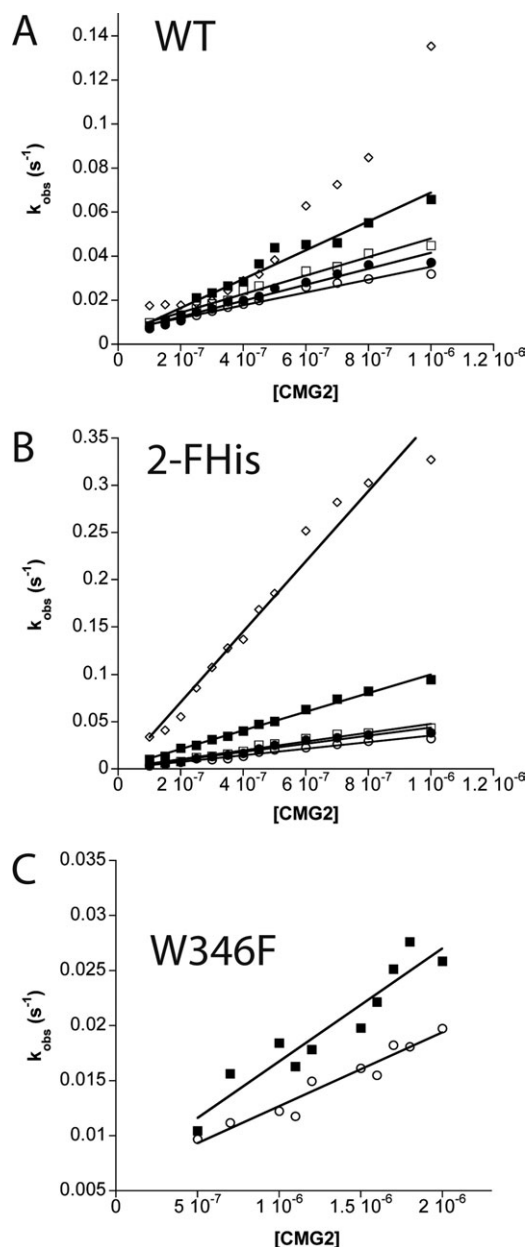 A WT
0.14
0.12
0.1
0.08
0.06
0.04
0.02
0
k_obs (s⁻¹)
0 2 10⁻⁷ 4 10⁻⁷ 6 10⁻⁷ 8 10⁻⁷ 1 10⁻⁶ 1.2 10⁻⁶
[CMG2]
B 2-FHis
0.35
0.3
0.25
0.2
0.15
0.1
0.05
0
k_obs (s⁻¹)
0 2 10⁻⁷ 4 10⁻⁷ 6 10⁻⁷ 8 10⁻⁷ 1 10⁻⁶ 1.2 10⁻⁶
[CMG2]
C W346F
0.035
0.03
0.025
0.02
0.015
0.01
0.005
k_obs (s⁻¹)
5 10⁻⁷ 1 10⁻⁶ 1.5 10⁻⁶ 2 10⁻⁶
[CMG2]